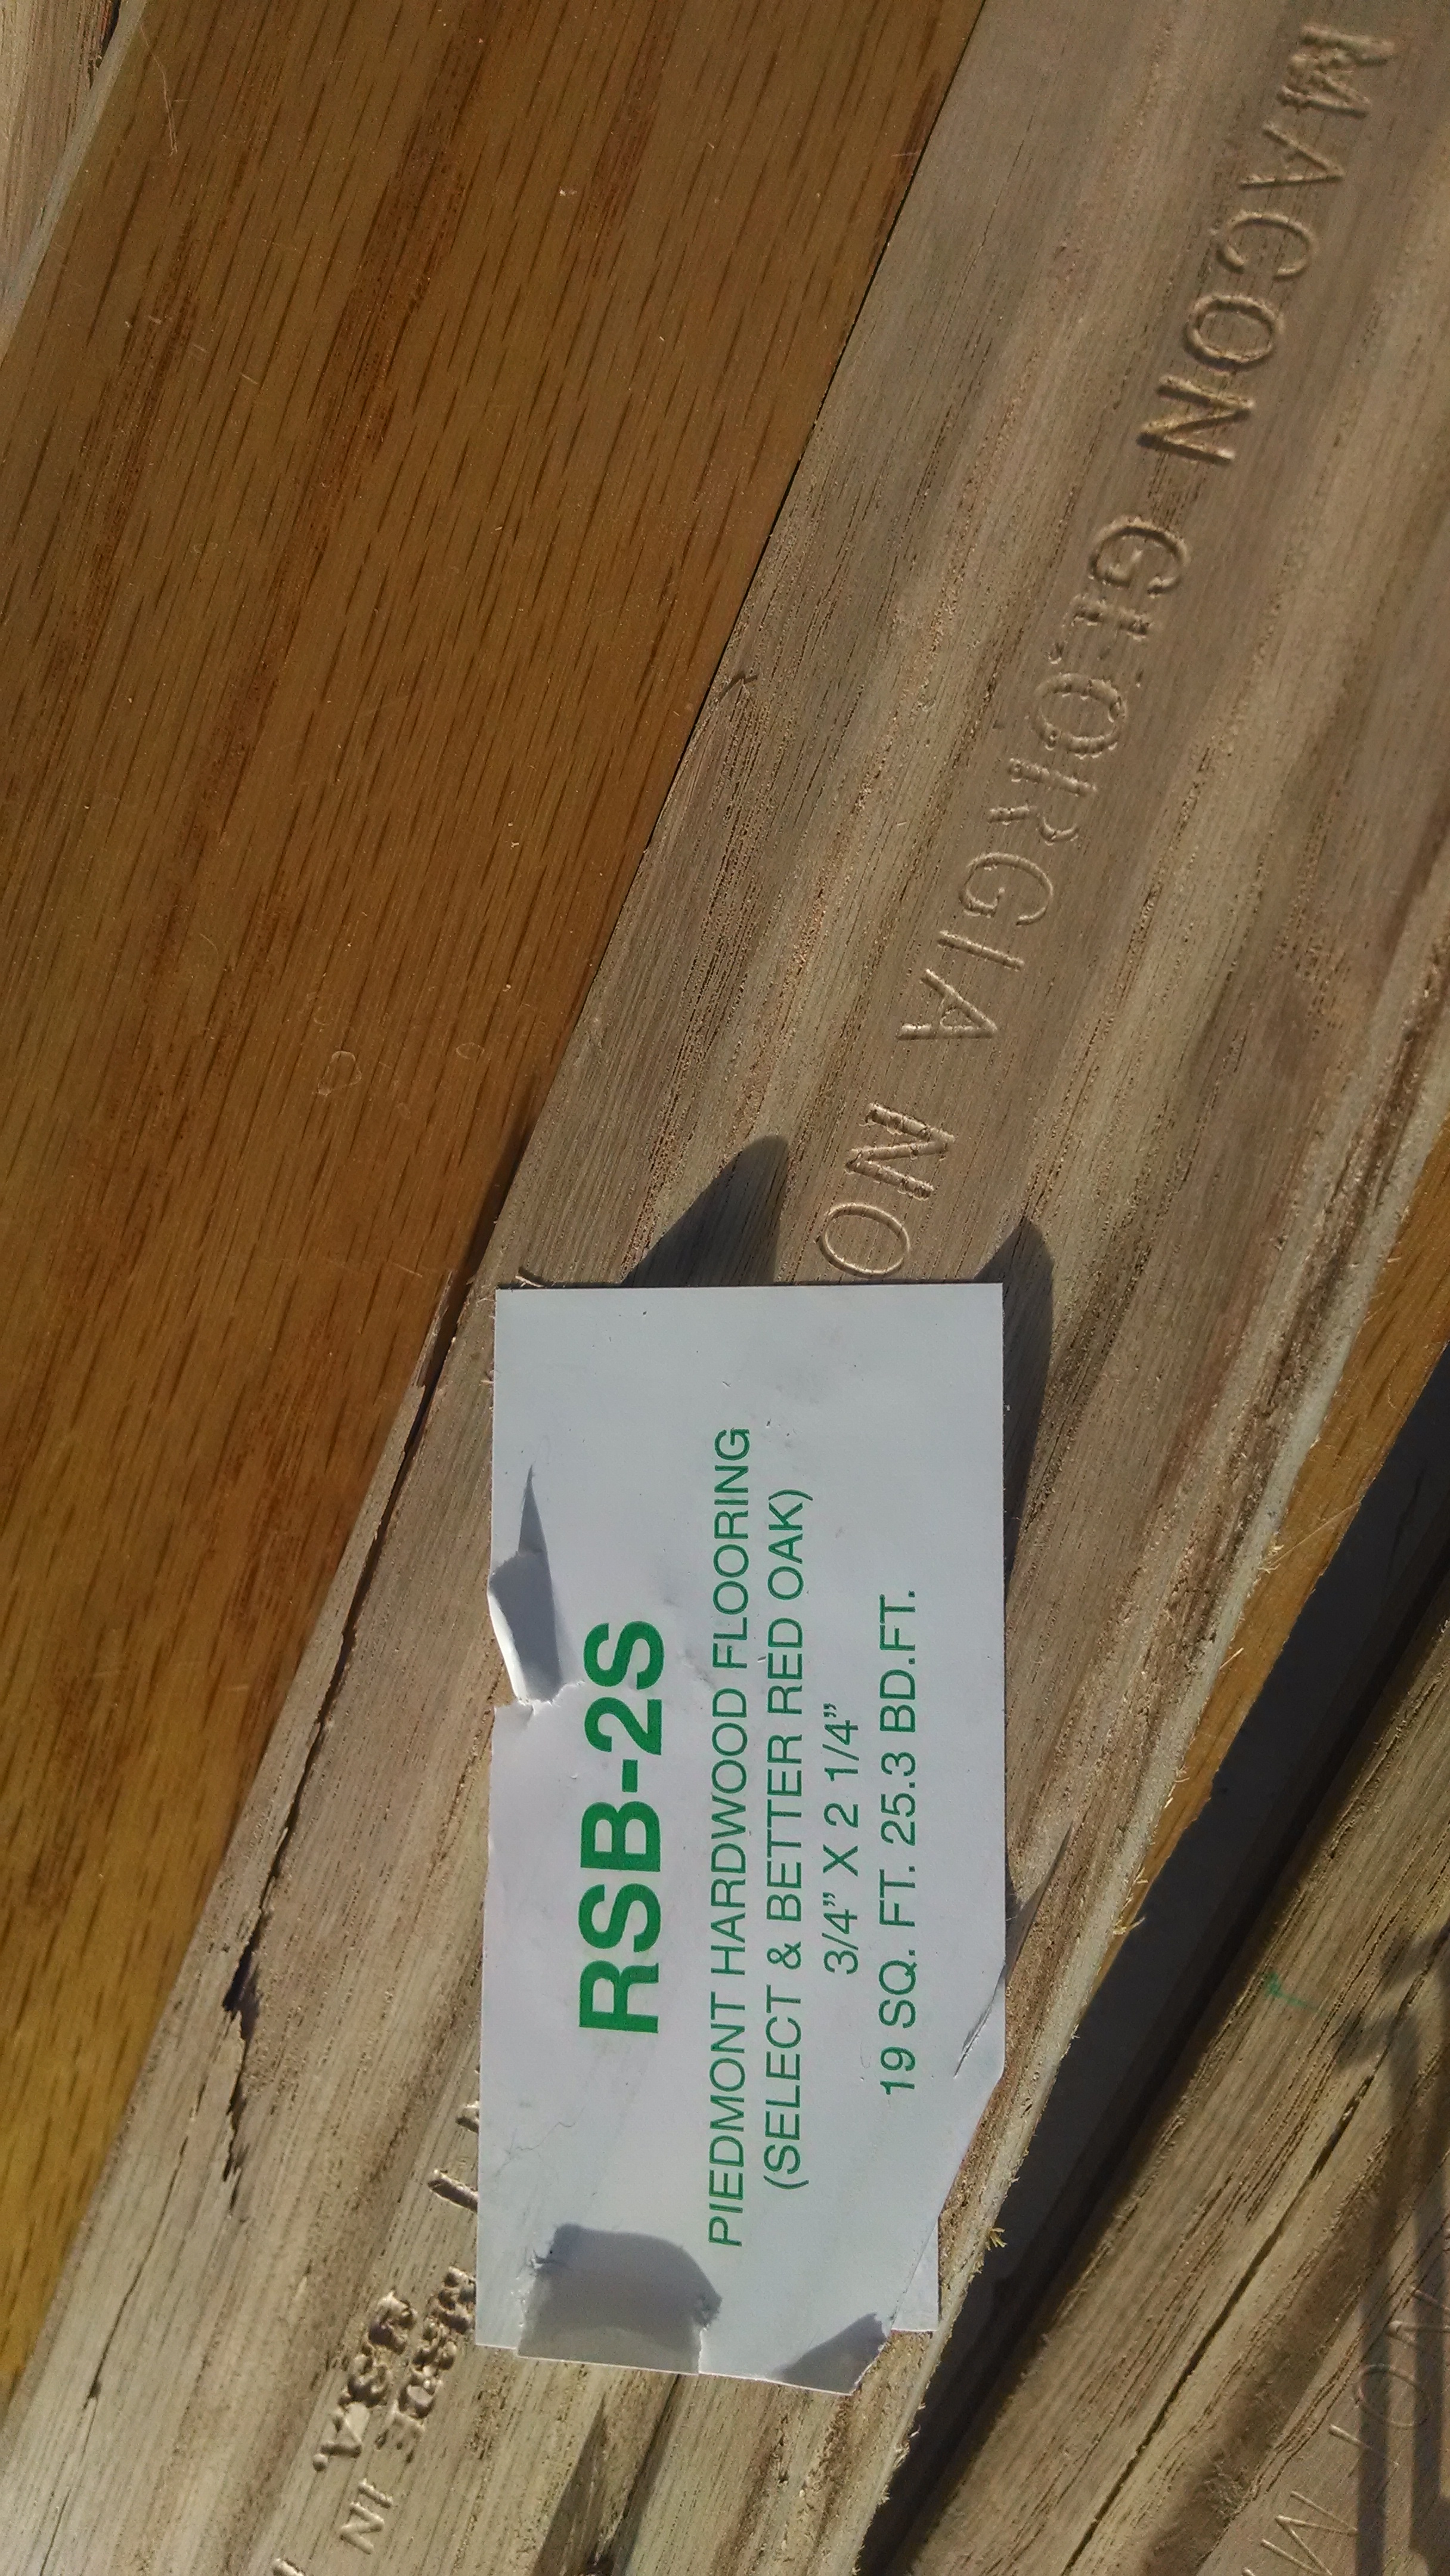 MACON GEORGIA NO
RSB-2S
PIEDMONT HARDWOOD FLOORING
(SELECT & BETTER RED OAK)
3/4” X 2 1/4”
19 SQ. FT. 25.3 BD.FT.
MADE IN
U.S.A.